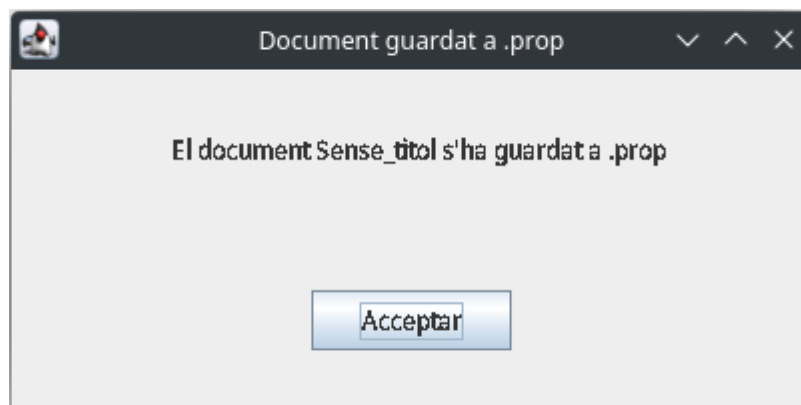 Document guardat a .prop
El document Sense_titol s'ha guardat a .prop
Acceptar